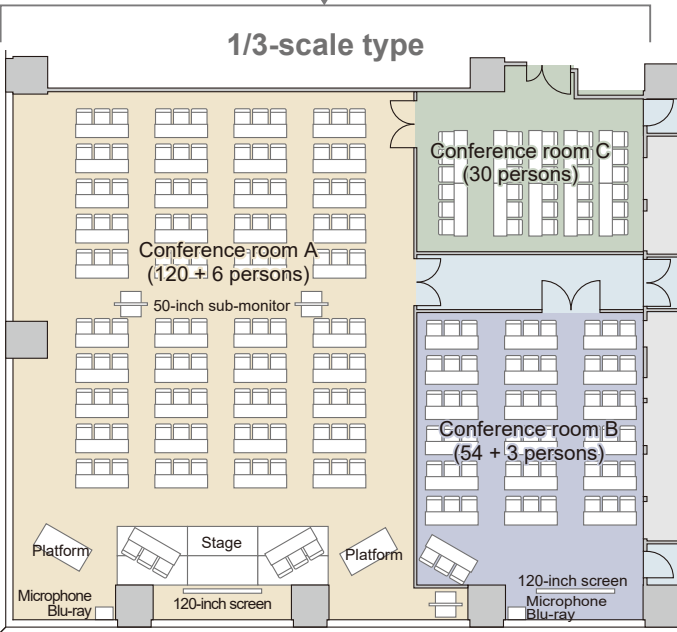 1/3-scale type
Conference room C
(30 persons)
Conference room A
(120 + 6 persons)
50-inch sub-monitor
Conference room B
(54 + 3 persons)
Platform
Stage
Platform
Microphone
Blu-ray
120-inch screen
120-inch screen
Microphone
Blu-ray